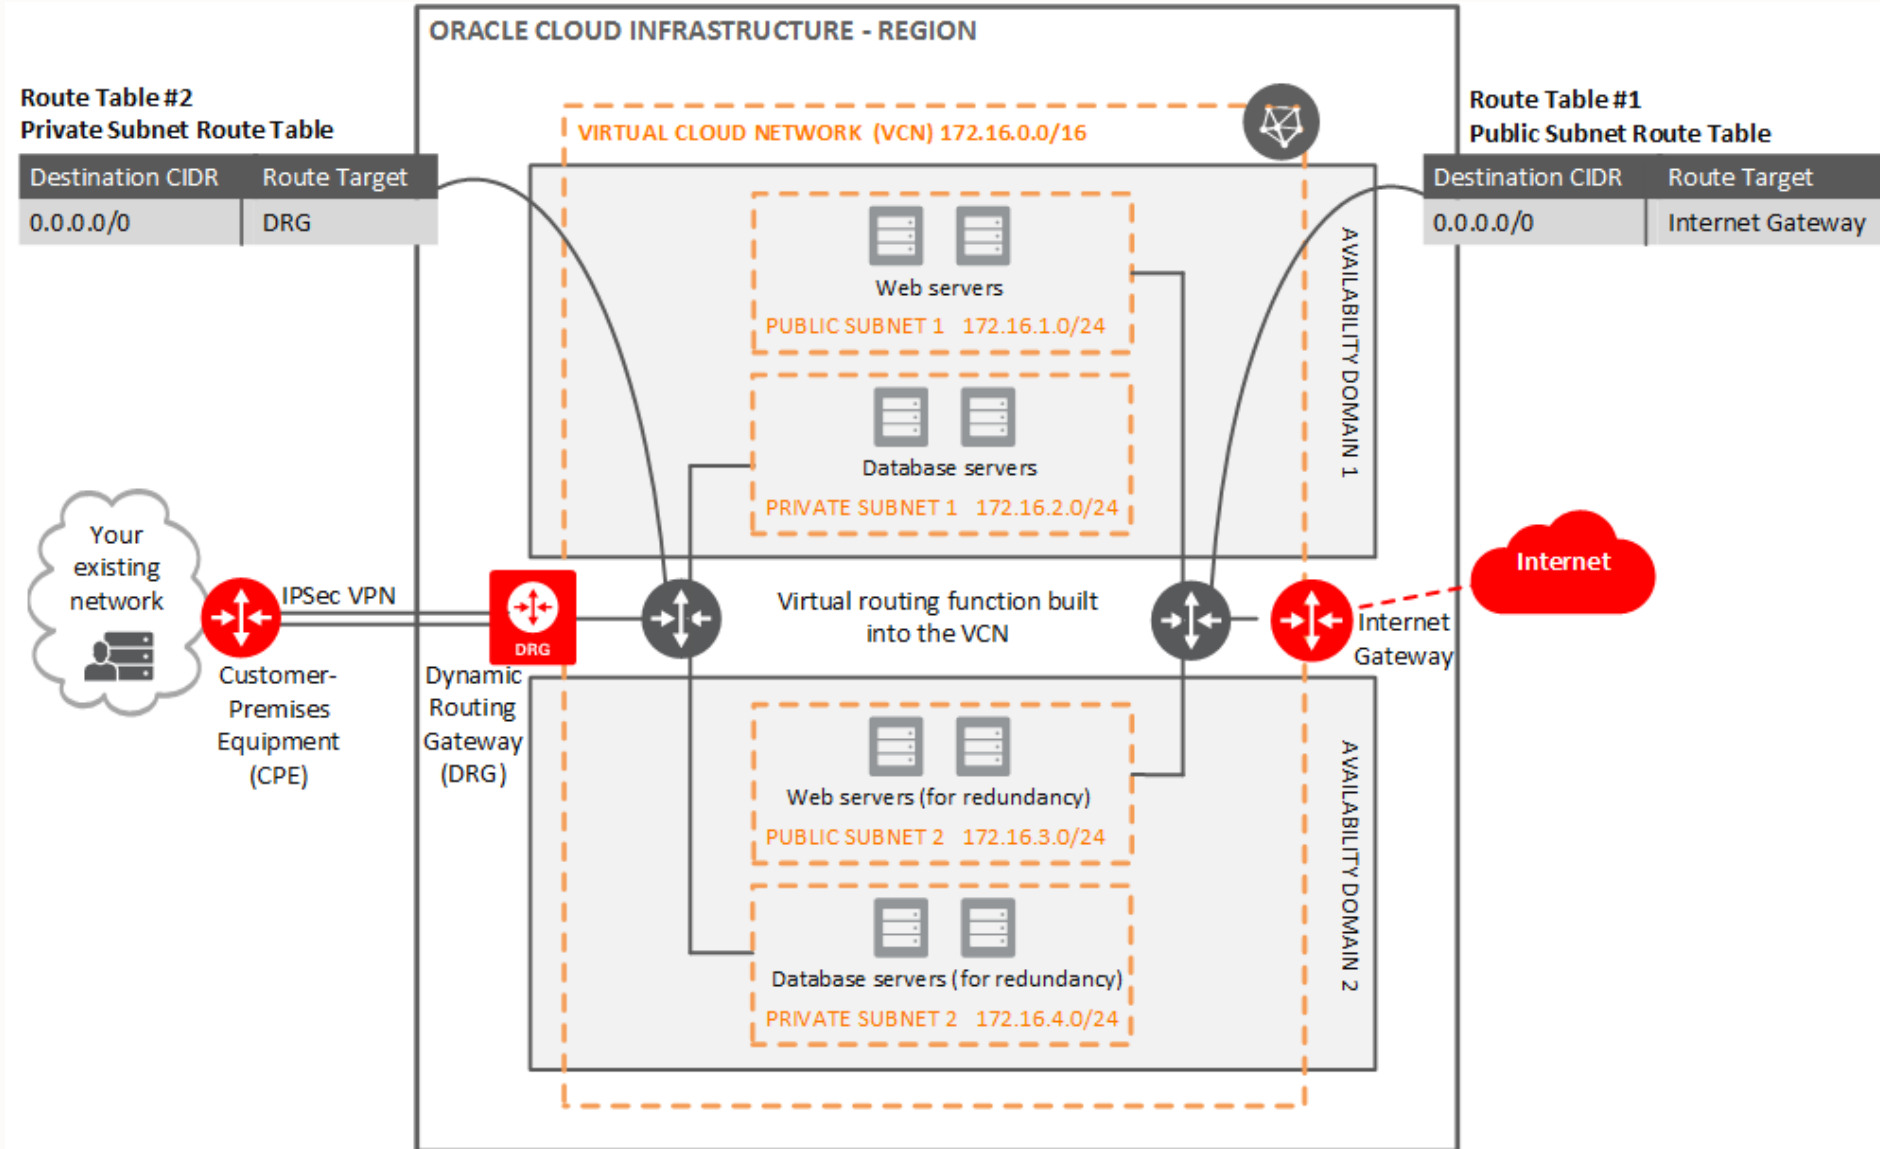 ORACLE CLOUD INFRASTRUCTURE - REGION
Route Table #2
Private Subnet Route Table
Destination CIDR Route Target
0.0.0.0/0 DRG
Route Table #1
Public Subnet Route Table
Destination CIDR Route Target
0.0.0.0/0 Internet Gateway
VIRTUAL CLOUD NETWORK (VCN) 172.16.0.0/16
Web servers
PUBLIC SUBNET 1 172.16.1.0/24
Database servers
PRIVATE SUBNET 1 172.16.2.0/24
AVAILABILITY DOMAIN 1
Your
existing
network
IPSec VPN
Customer-
Premises
Equipment
(CPE)
DRG
Dynamic
Routing
Gateway
(DRG)
Virtual routing function built
into the VCN
Internet
Gateway
Internet
Web servers (for redundancy)
PUBLIC SUBNET 2 172.16.3.0/24
Database servers (for redundancy)
PRIVATE SUBNET 2 172.16.4.0/24
AVAILABILITY DOMAIN 2